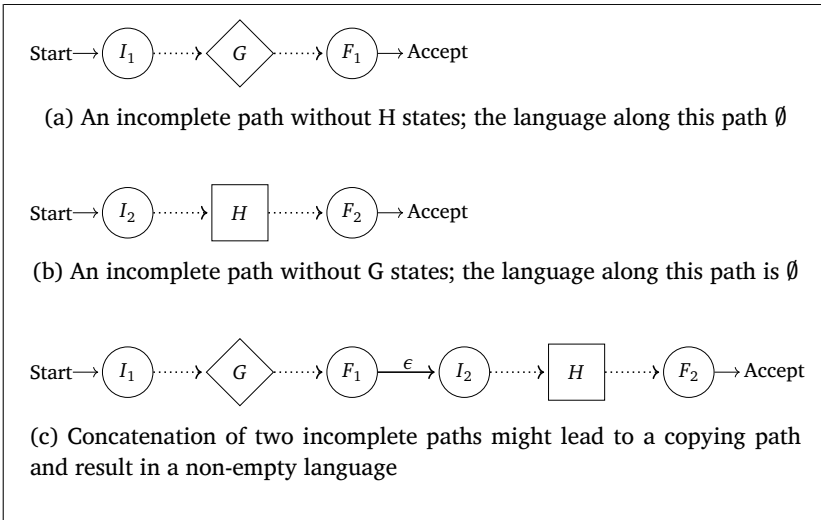 Start I₁ G F₁ Accept
(a) An incomplete path without H states; the language along this path ∅
Start I₂ H F₂ Accept
(b) An incomplete path without G states; the language along this path is ∅
Start I₁ G F₁ ϵ I₂ H F₂ Accept
(c) Concatenation of two incomplete paths might lead to a copying path
and result in a non-empty language